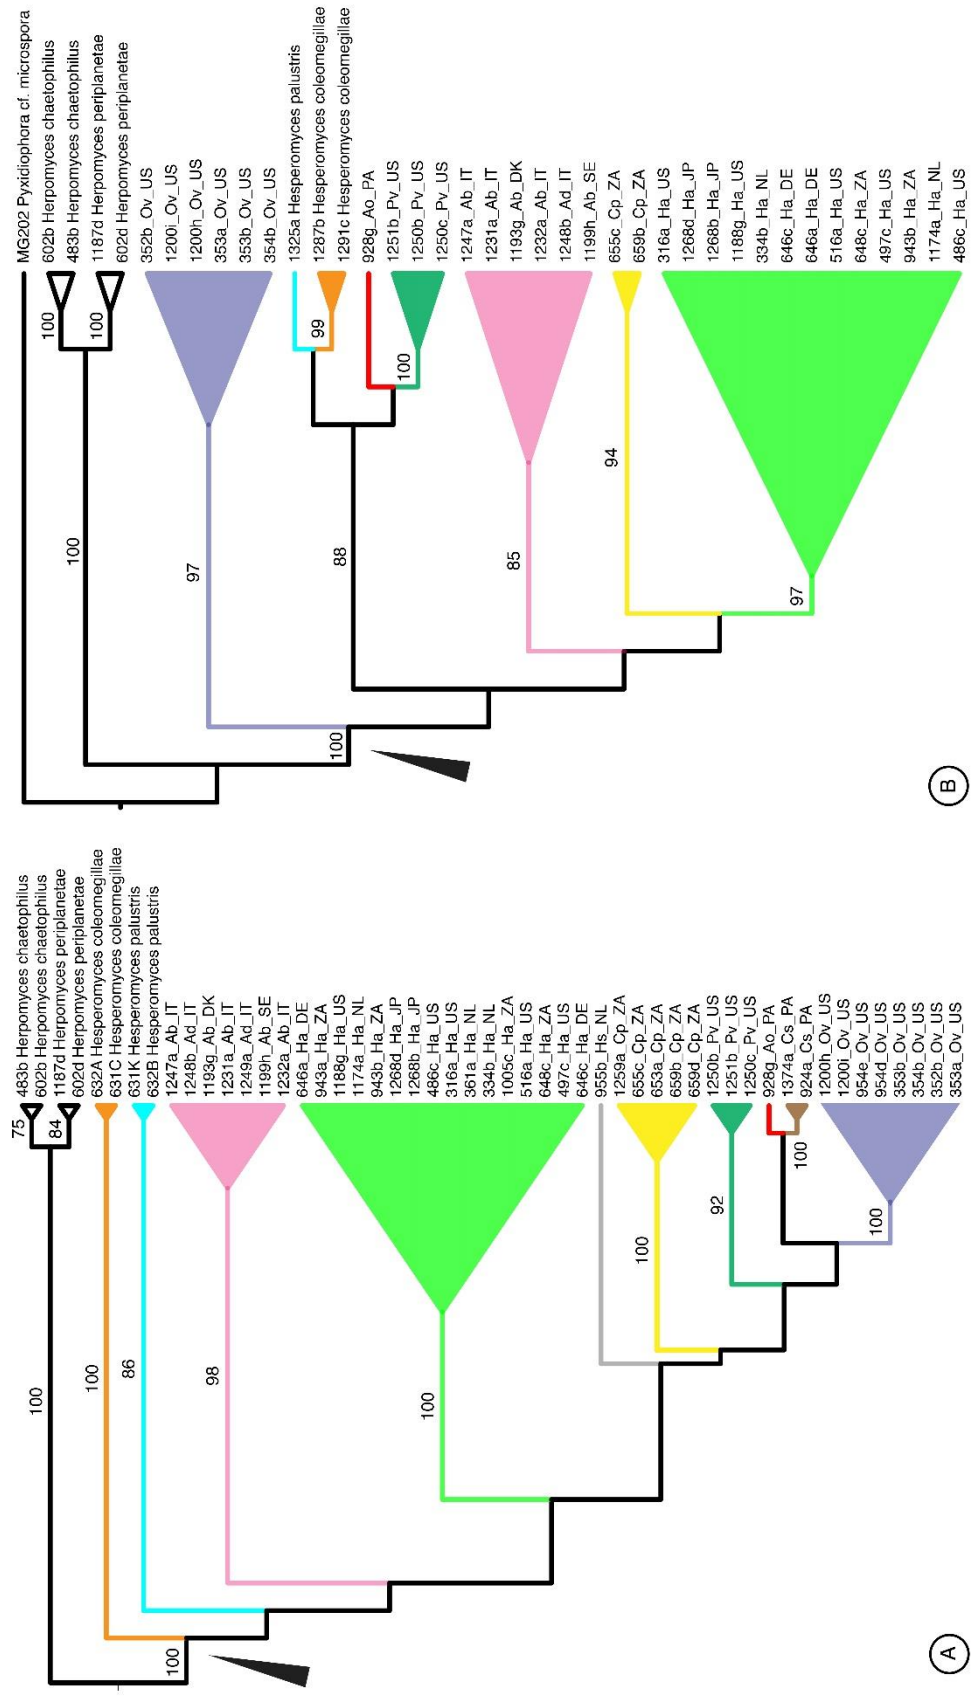 483b Herpomyces chaetophilus
602b Herpomyces chaetophilus
1187d Herpomyces periplanetae
602d Herpomyces periplanetae
632A Hesperomyces coleomegillae
631C Hesperomyces coleomegillae
631K Hesperomyces palustris
632B Hesperomyces palustris
1247a_Ab_IT
1248b_Ad_IT
1193g_Ab_DK
1231a_Ab_IT
1249a_Ad_IT
1199h_Ab_SE
1232a_Ab_IT
646a_Ha_DE
943a_Ha_ZA
1188g_Ha_US
1174a_Ha_NL
943b_Ha_ZA
1268d_Ha_JP
1268b_Ha_JP
486c_Ha_US
316a_Ha_US
361a_Ha_NL
334b_Ha_NL
1005c_Ha_ZA
516a_Ha_US
648c_Ha_ZA
497c_Ha_US
646c_Ha_DE
955b_Hs_NL
1259a_Cp_ZA
655c_Cp_ZA
653a_Cp_ZA
659b_Cp_ZA
659d_Cp_ZA
1250b_Pv_US
1251b_Pv_US
1250c_Pv_US
928g_Ao_PA
1374a_Cs_PA
924a_Cs_PA
1200h_Ov_US
1200i_Ov_US
954e_Ov_US
954d_Ov_US
353b_Ov_US
354b_Ov_US
352b_Ov_US
353a_Ov_US
75
84
100
100
86
98
100
100
100
92
100
100
A
MG202 Pyxidiophora cf. microspora
602b Herpomyces chaetophilus
483b Herpomyces chaetophilus
1187d Herpomyces periplanetae
602d Herpomyces periplanetae
352b_Ov_US
1200i_Ov_US
1200h_Ov_US
353a_Ov_US
353b_Ov_US
354b_Ov_US
1325a Hesperomyces palustris
1287b Hesperomyces coleomegillae
1291c Hesperomyces coleomegillae
928g_Ao_PA
1251b_Pv_US
1250b_Pv_US
1250c_Pv_US
1247a_Ab_IT
1231a_Ab_IT
1193g_Ab_DK
1232a_Ab_IT
1248b_Ad_IT
1199h_Ab_SE
655c_Cp_ZA
659b_Cp_ZA
316a_Ha_US
1268d_Ha_JP
1268b_Ha_JP
1188g_Ha_US
334b_Ha_NL
646c_Ha_DE
646a_Ha_DE
516a_Ha_US
648c_Ha_ZA
497c_Ha_US
943b_Ha_ZA
1174a_Ha_NL
486c_Ha_US
100
100
100
97
100
99
88
100
85
94
97
B